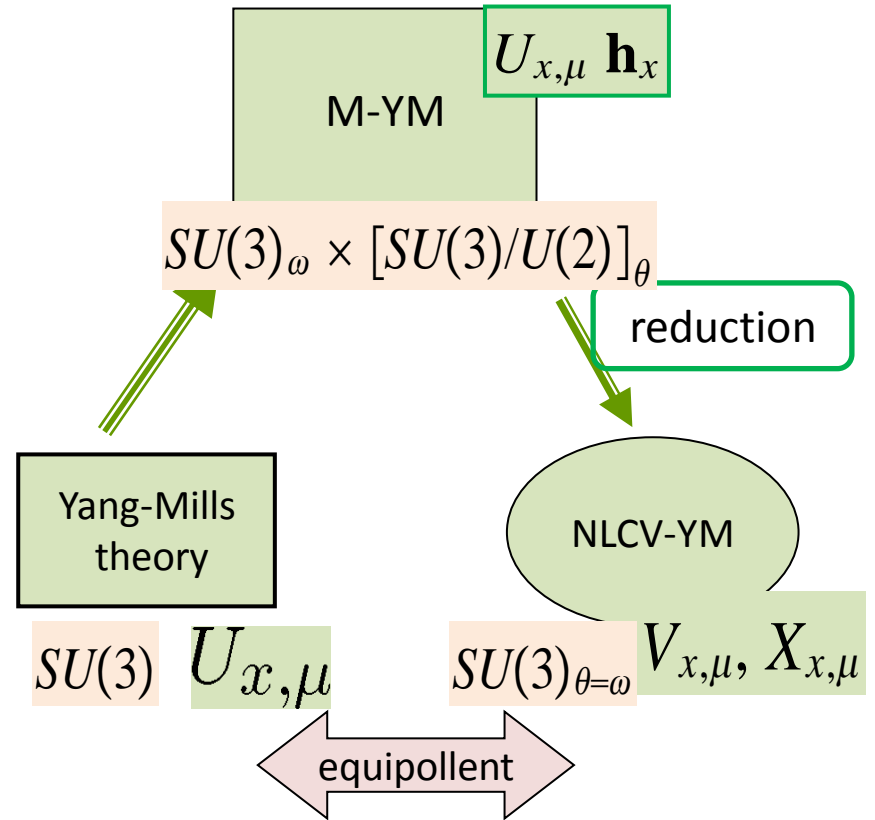 U_{x,μ} 𝐡_x
M-YM
SU(3)_ω × [SU(3)/U(2)]_θ
reduction
Yang-Mills
theory
NLCV-YM
SU(3) U_{x,μ}
SU(3)_{θ=ω} V_{x,μ}, X_{x,μ}
equipollent